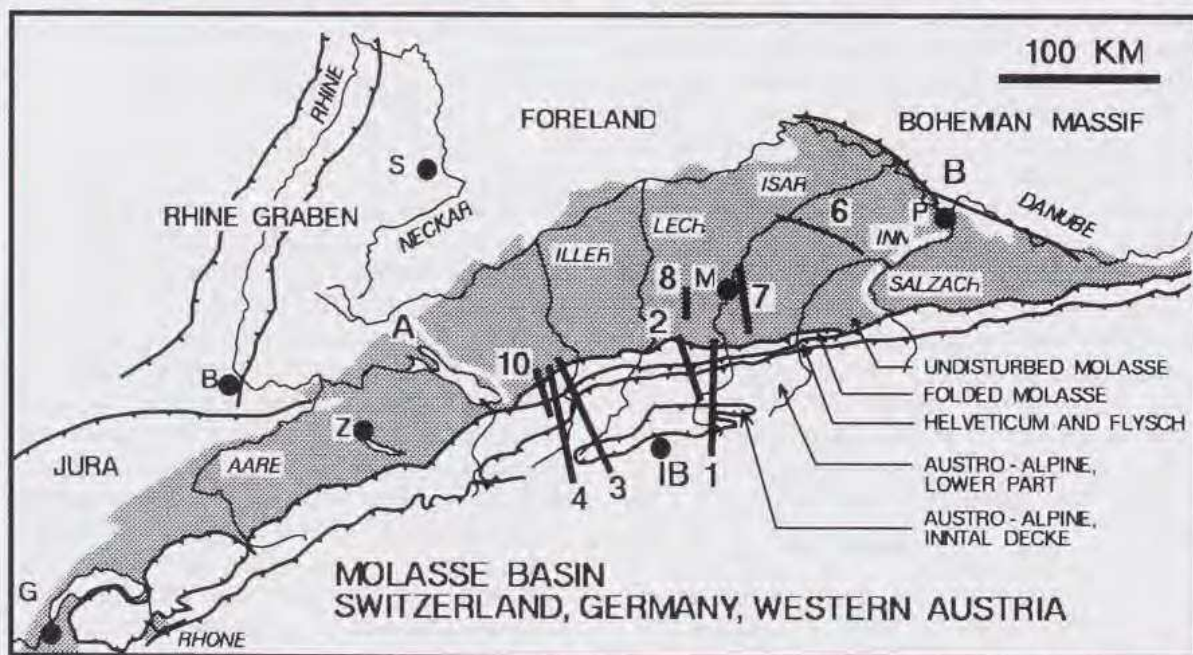 100 KM
RHINE
FORELAND
BOHEMIAN MASSIF
S
ISAR
B
RHINE GRABEN
NECKAR
LECH
6
P
DANUBE
ILLER
INN
8
M
7
SALZACH
A
2
UNDISTURBED MOLASSE
10
B
FOLDED MOLASSE
HELVETICUM AND FLYSCH
Z
JURA
AARE
IB
1
AUSTRO-ALPINE,
LOWER PART
3
4
AUSTRO-ALPINE,
INNTAL DECKE
G
MOLASSE BASIN
SWITZERLAND, GERMANY, WESTERN AUSTRIA
RHONE